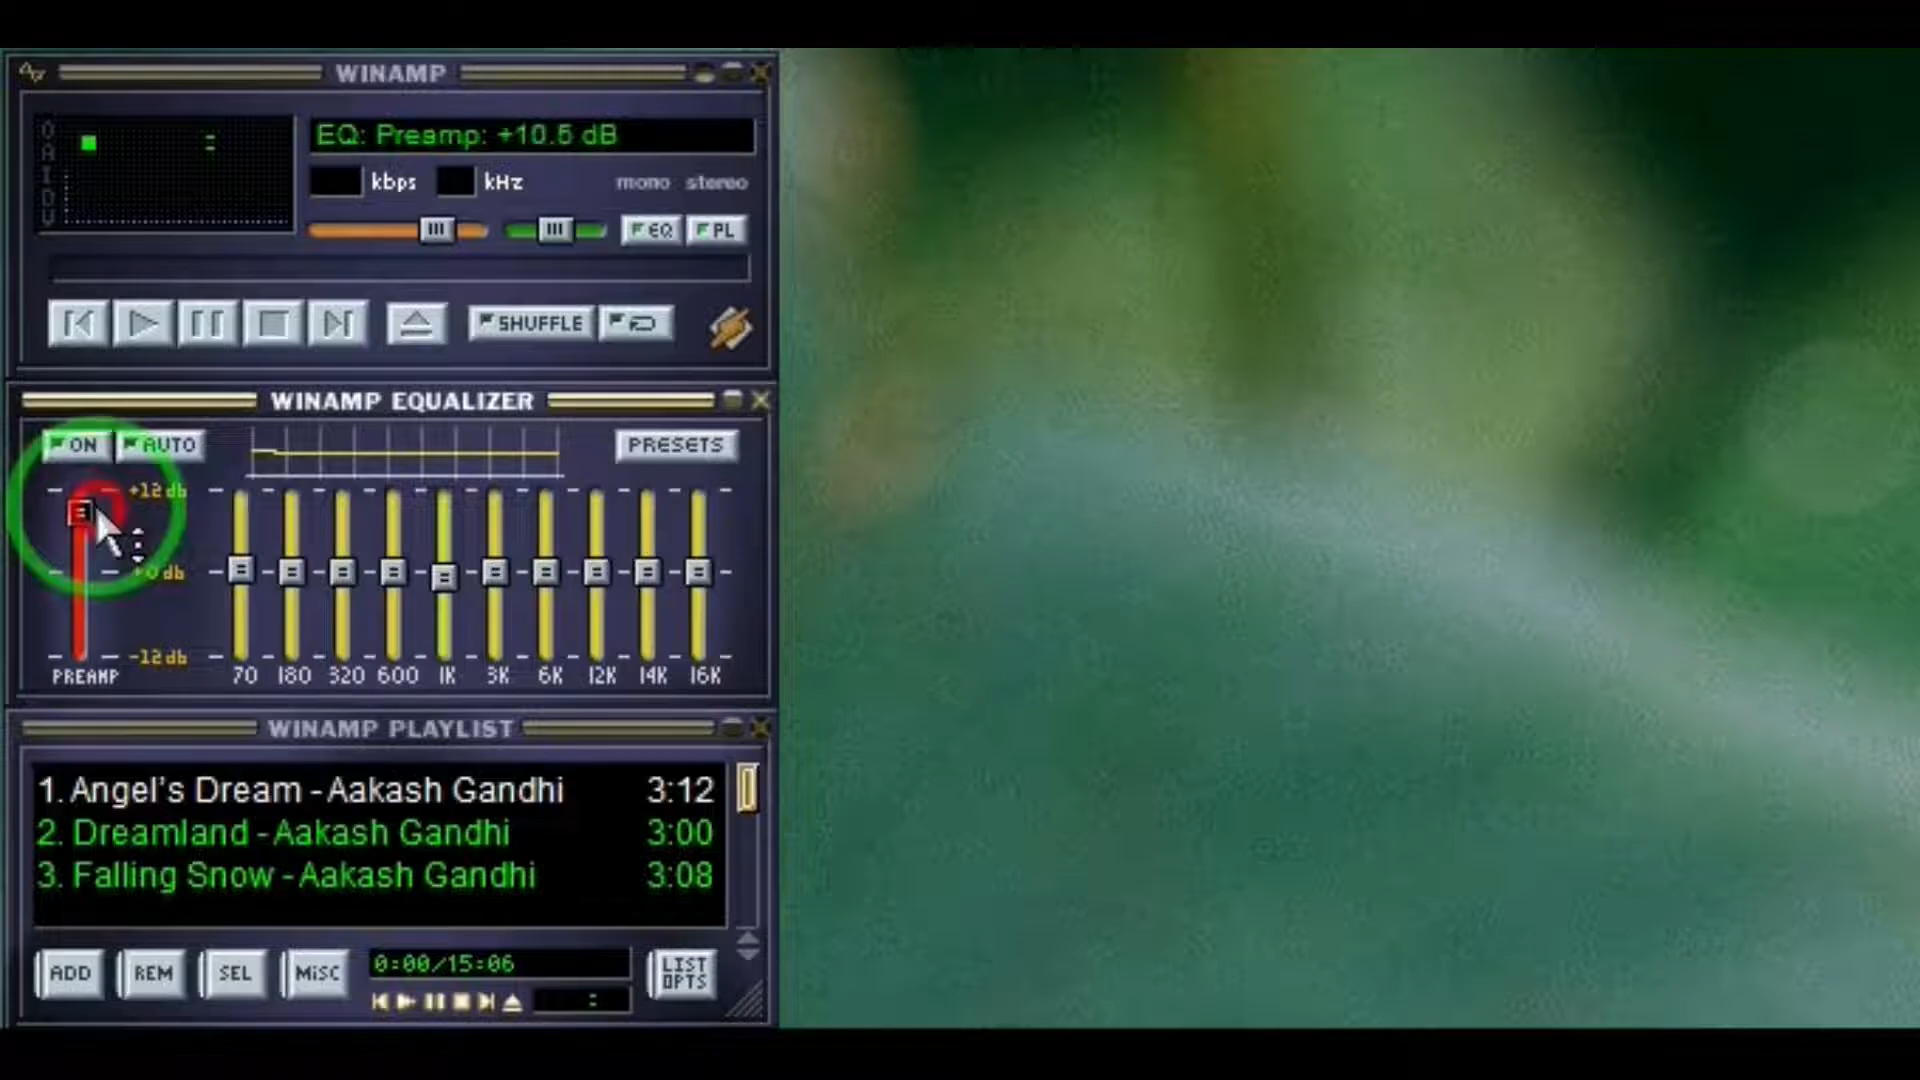 WINAMP
O
A
I
D
V
EQ: Preamp: +10.5 dB
kbps kHz mono stereo
EQ PL
SHUFFLE
WINAMP EQUALIZER
ON AUTO PRESETS
+12 db
+0 db
-12 db
PREAMP 70 180 320 600 1K 3K 6K 12K 14K 16K
WINAMP PLAYLIST
1. Angel's Dream - Aakash Gandhi 3:12
2. Dreamland - Aakash Gandhi 3:00
3. Falling Snow - Aakash Gandhi 3:08
ADD REM SEL MISC 0:00/15:06 LIST OPTS